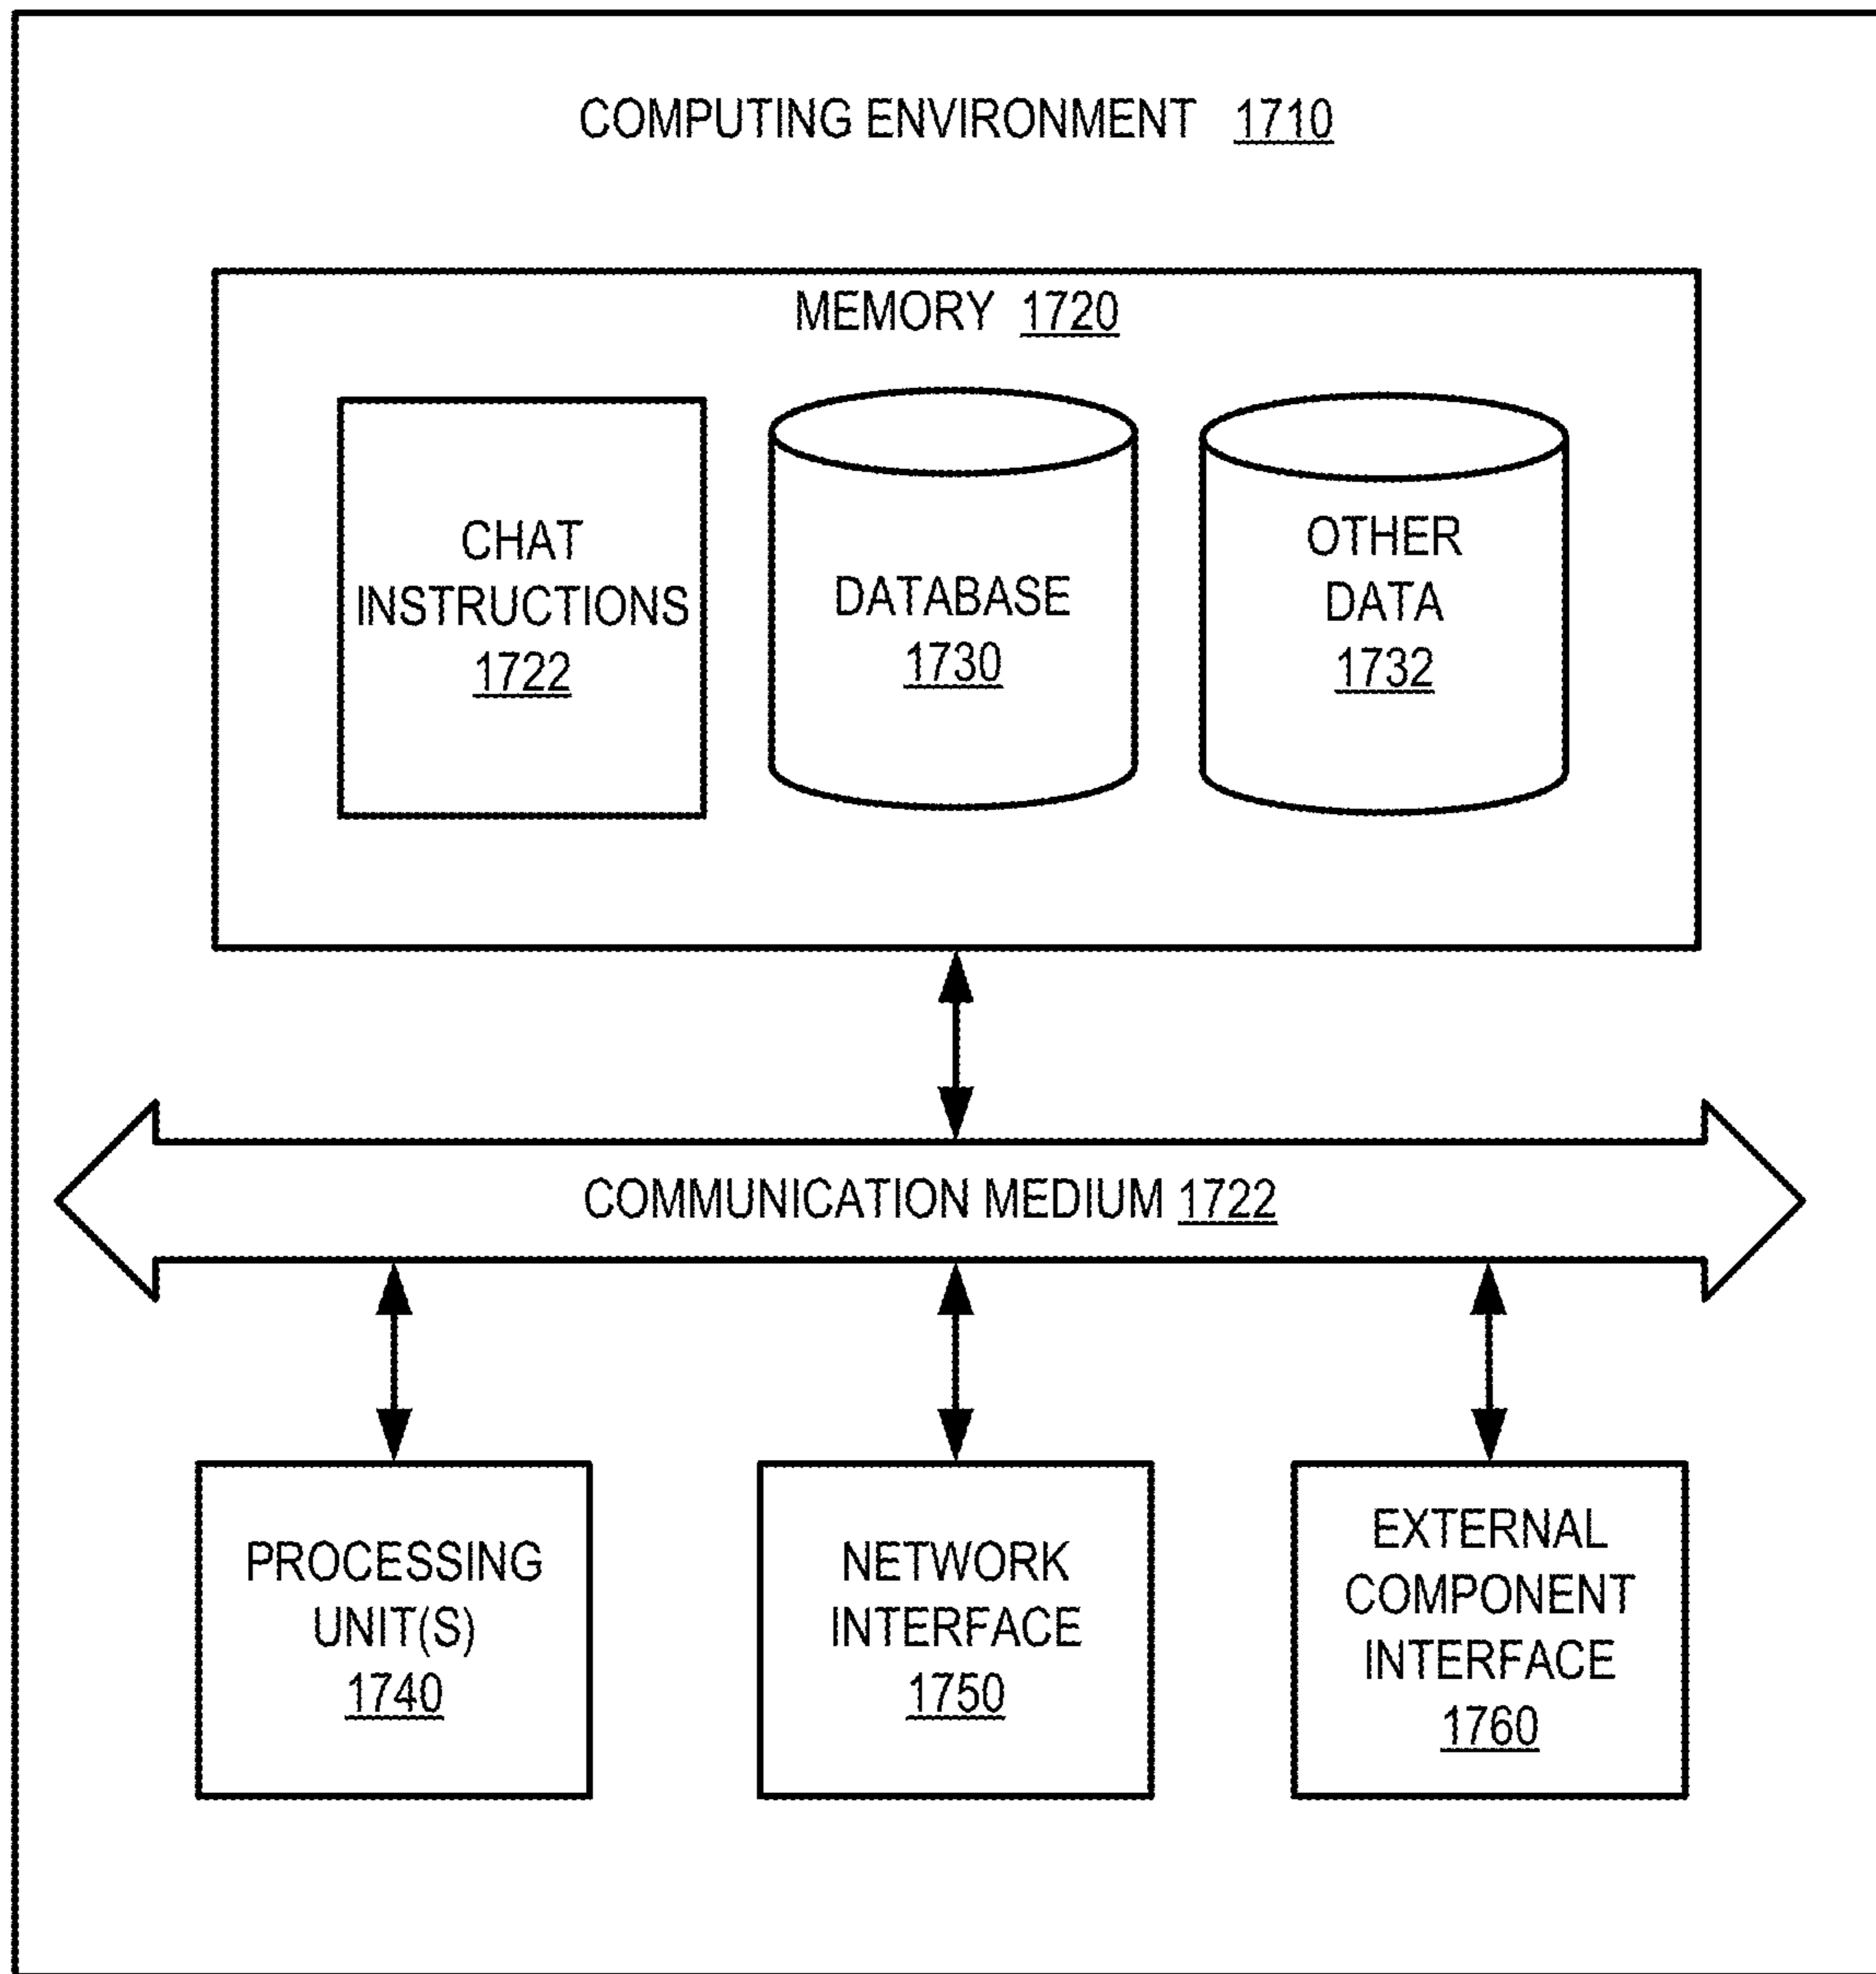 COMPUTING ENVIRONMENT 1710
MEMORY 1720
CHAT
INSTRUCTIONS
1722
DATABASE
1730
OTHER
DATA
1732
COMMUNICATION MEDIUM 1722
PROCESSING
UNIT(S)
1740
NETWORK
INTERFACE
1750
EXTERNAL
COMPONENT
INTERFACE
1760